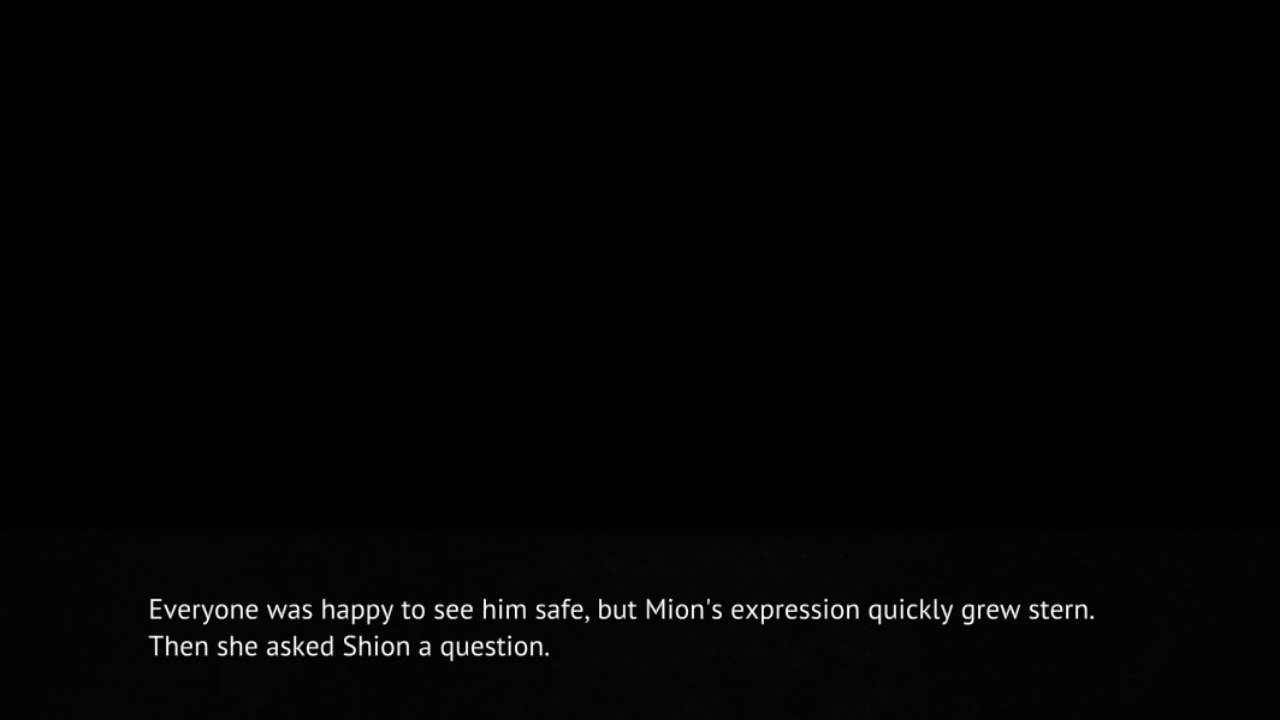 Everyone was happy to see him safe, but Mion's expression quickly grew stern.
Then she asked Shion a question.